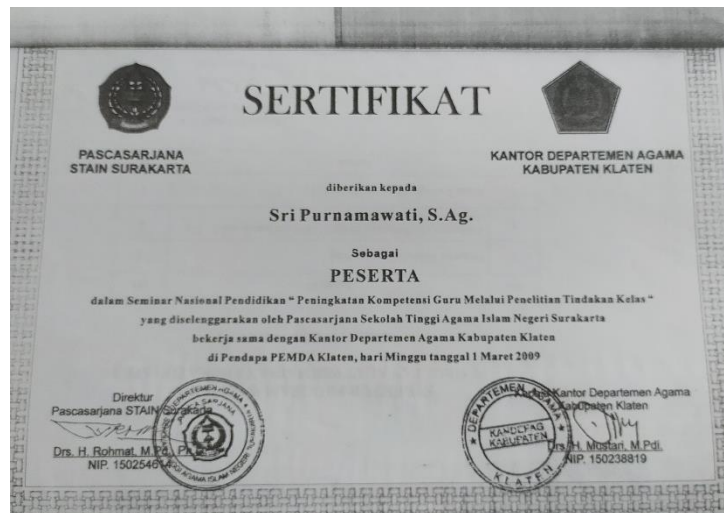 SERTIFIKAT
PASCASARJANA
STAIN SURAKARTA
KANTOR DEPARTEMEN AGAMA
KABUPATEN KLATEN
diberikan kepada
Sri Purnamawati, S.Ag.
Sebagai
PESERTA
dalam Seminar Nasional Pendidikan " Peningkatan Kompetensi Guru Melalui Penelitian Tindakan Kelas "
yang diselenggarakan oleh Pascasarjana Sekolah Tinggi Agama Islam Negeri Surakarta
bekerja sama dengan Kantor Departemen Agama Kabupaten Klaten
di Pendapa PEMDA Klaten, hari Minggu tanggal 1 Maret 2009
Direktur
Pascasarjana STAIN Surakarta
Drs. H. Rohmat, M.Pd.,
NIP.
Kantor Departemen Agama
Kabupaten Klaten
DEPARTEMEN AGAMA
KANDEPAG
KABUPATEN
KLATEN
Drs. H. Mustari, M.Pdi.
NIP. 150238819